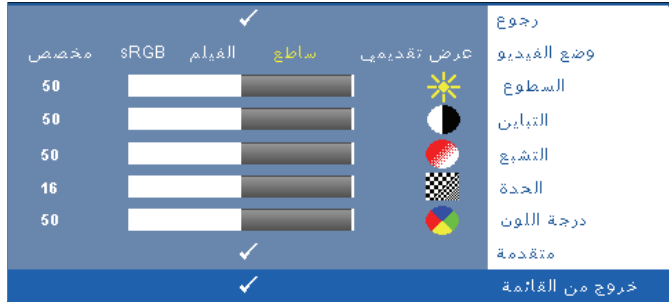 رجوع
وضع الفيديو عرض تقديمي ساطع الفيلم sRGB مخصص
السطوع 50
التباين 50
التشبع 50
الحدة 16
درجة اللون 50
متقدمة
خروج من القائمة